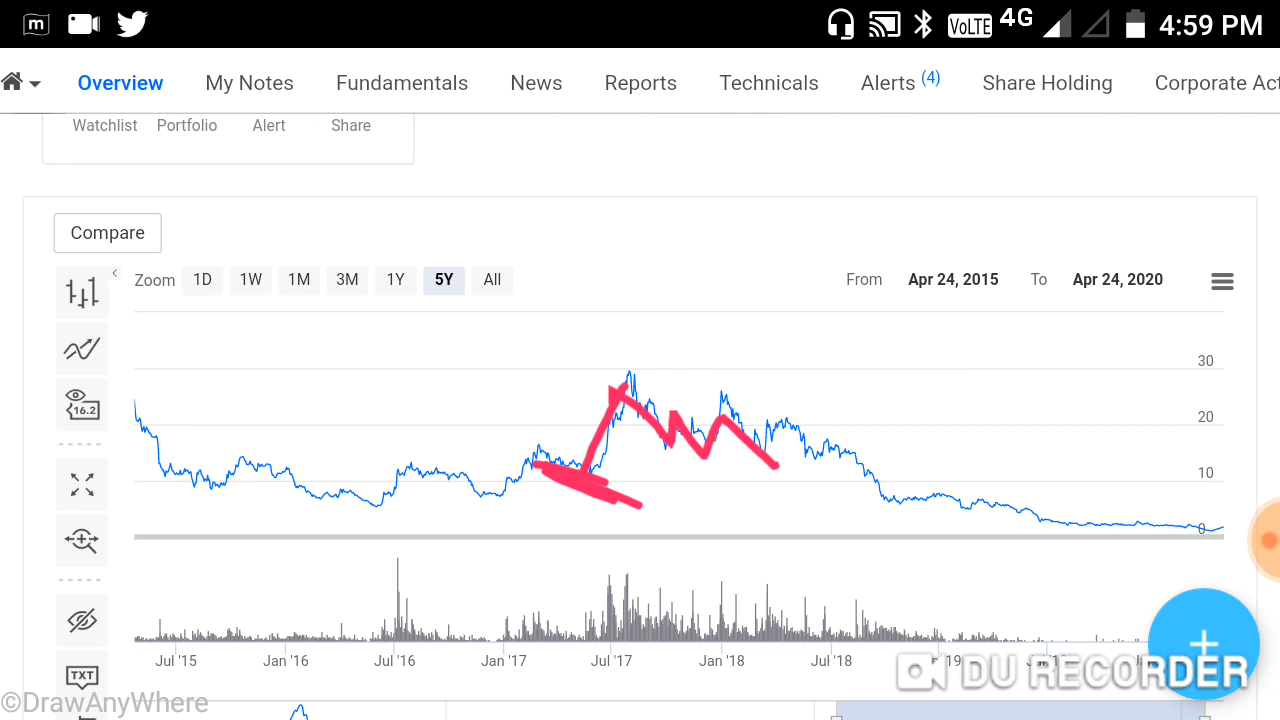 m VoLTE 4G 4:59 PM
Overview My Notes Fundamentals News Reports Technicals Alerts (4) Share Holding Corporate Act
Watchlist Portfolio Alert Share
Compare
Zoom 1D 1W 1M 3M 1Y 5Y All From Apr 24, 2015 To Apr 24, 2020
30
16.2
20
10
0
TXT
Jul '15 Jan '16 Jul '16 Jan '17 Jul '17 Jan '18 Jul '18
DU RECORDER
©DrawAnyWhere